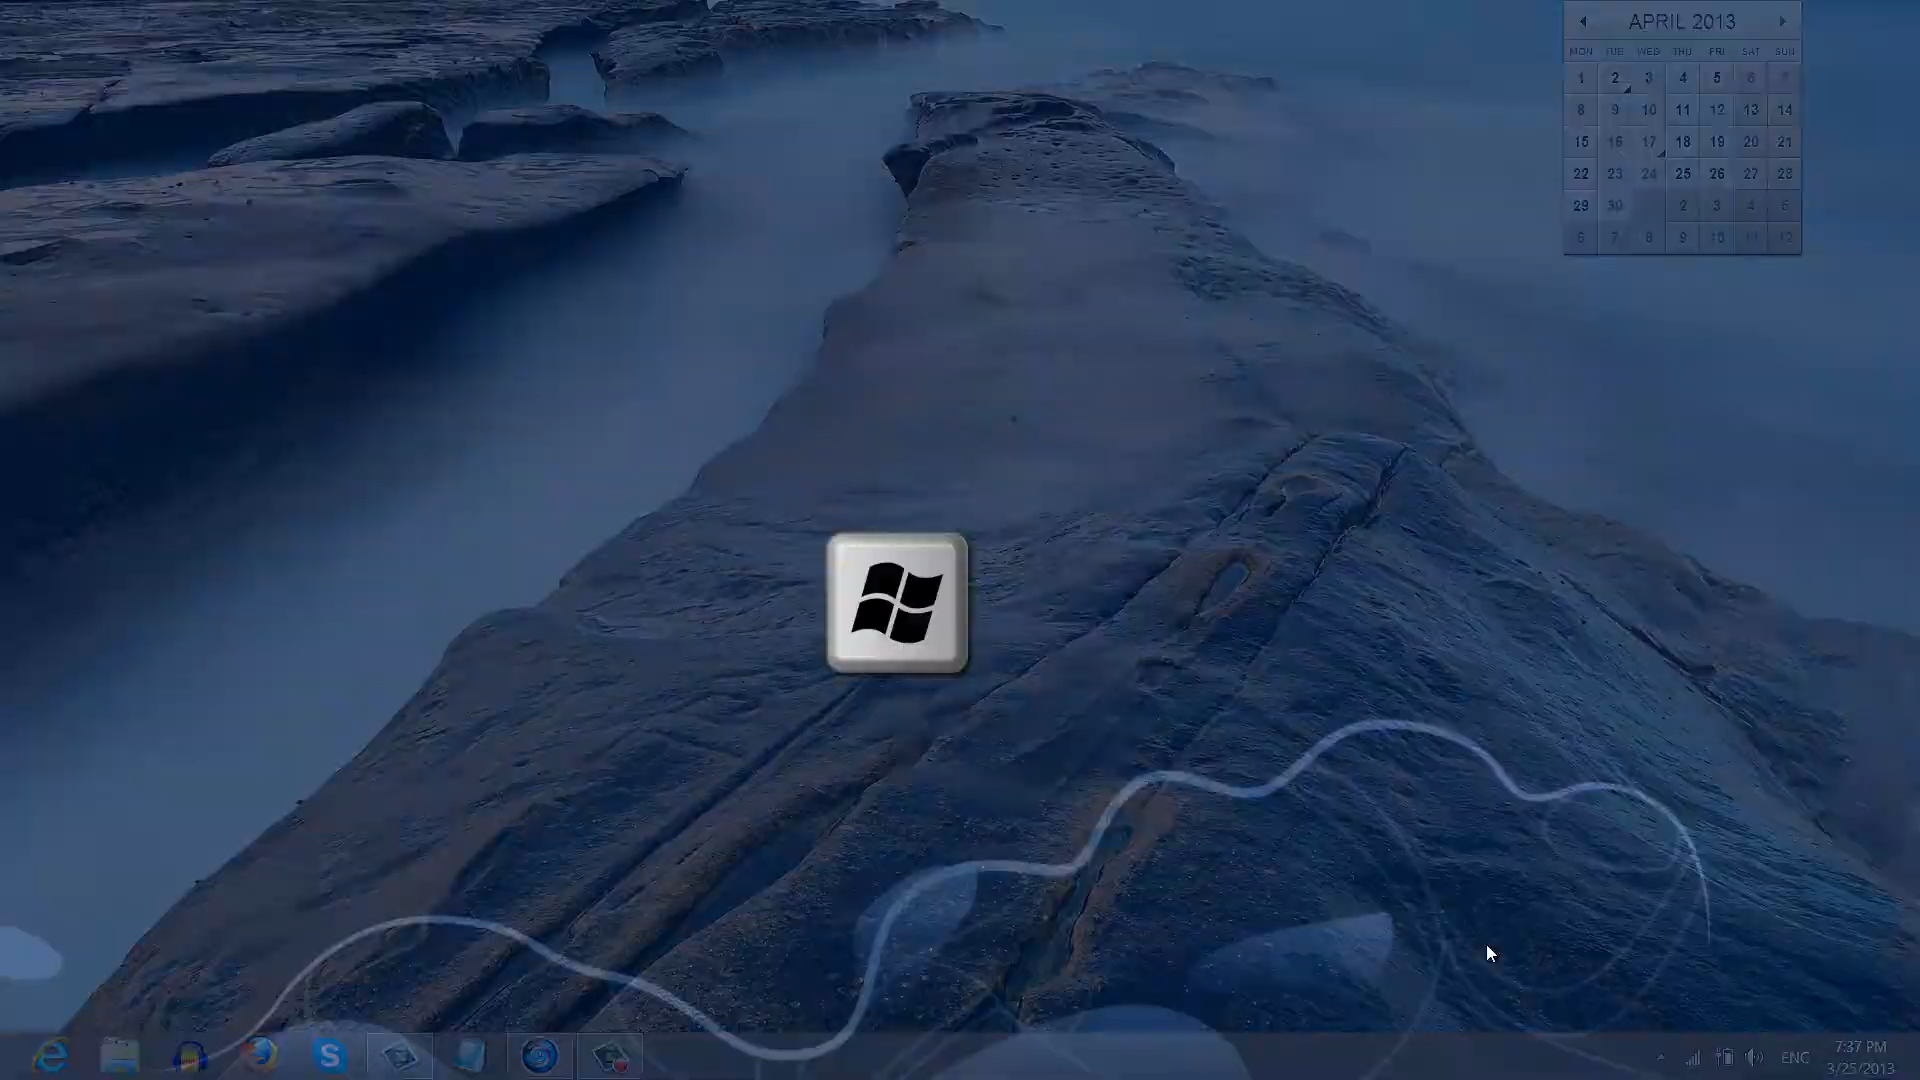 APRIL 2013
MON TUE WED THU FRI SAT SUN
1 2 3 4 5 6 7
8 9 10 11 12 13 14
15 16 17 18 19 20 21
22 23 24 25 26 27 28
29 30 2 3 4 5
6 7 8 9 10 11 12
ENC
7:37 PM
3/25/2013